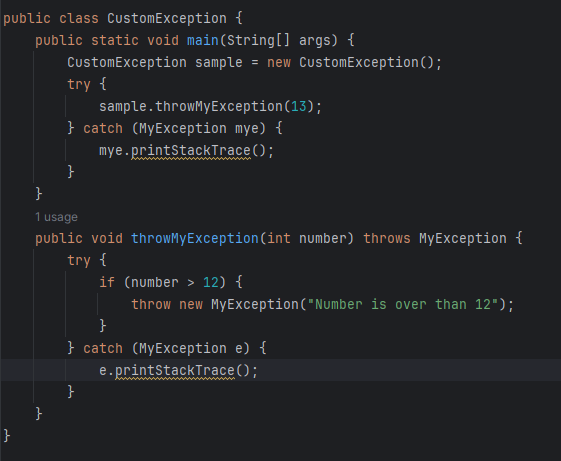 public class CustomException {
    public static void main(String[] args) {
        CustomException sample = new CustomException();
        try {
            sample.throwMyException(13);
        } catch (MyException mye) {
            mye.printStackTrace();
        }
    }
    1 usage
    public void throwMyException(int number) throws MyException {
        try {
            if (number > 12) {
                throw new MyException("Number is over than 12");
            }
        } catch (MyException e) {
            e.printStackTrace();
        }
    }
}